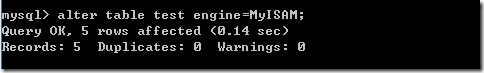 mysql> alter table test engine=MyISAM;
Query OK, 5 rows affected (0.14 sec)
Records: 5  Duplicates: 0  Warnings: 0